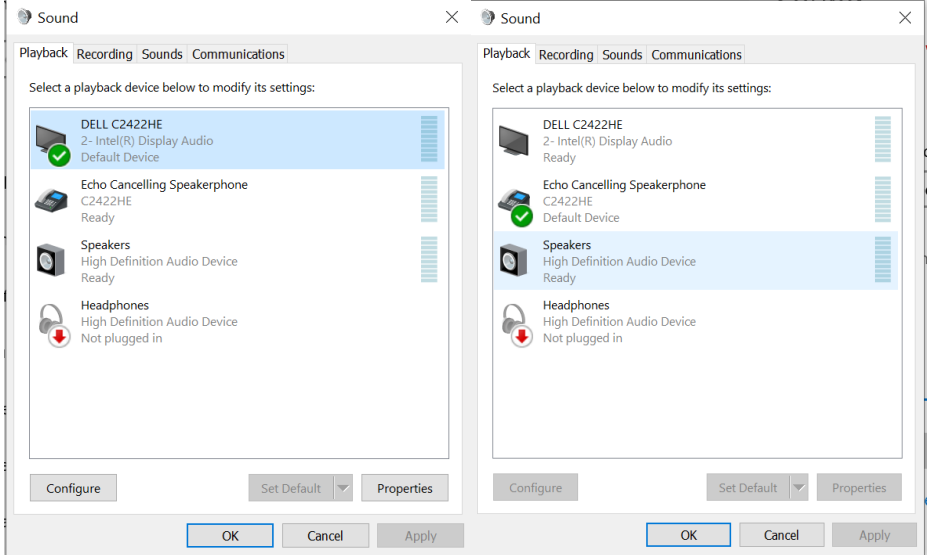 Sound
Playback Recording Sounds Communications
Select a playback device below to modify its settings:
DELL C2422HE
2- Intel(R) Display Audio
Default Device
Echo Cancelling Speakerphone
C2422HE
Ready
Speakers
High Definition Audio Device
Ready
Headphones
High Definition Audio Device
Not plugged in
Configure Set Default Properties
OK Cancel Apply
Sound
Playback Recording Sounds Communications
Select a playback device below to modify its settings:
DELL C2422HE
2- Intel(R) Display Audio
Ready
Echo Cancelling Speakerphone
C2422HE
Default Device
Speakers
High Definition Audio Device
Ready
Headphones
High Definition Audio Device
Not plugged in
Configure Set Default Properties
OK Cancel Apply